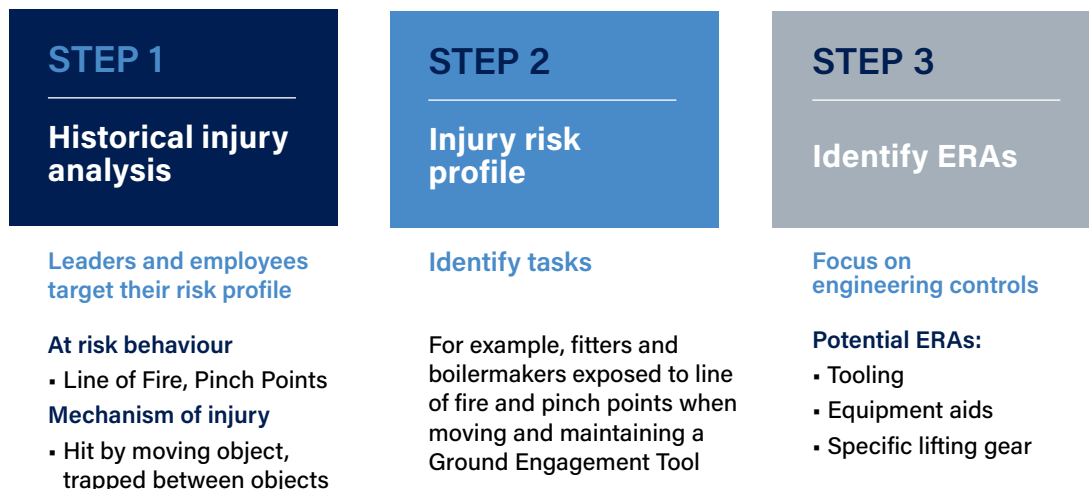 STEP 1
Historical injury
analysis
Leaders and employees
target their risk profile
At risk behaviour
▪ Line of Fire, Pinch Points
Mechanism of injury
▪ Hit by moving object,
trapped between objects
STEP 2
Injury risk
profile
Identify tasks
For example, fitters and
boilermakers exposed to line
of fire and pinch points when
moving and maintaining a
Ground Engagement Tool
STEP 3
Identify ERAs
Focus on
engineering controls
Potential ERAs:
▪ Tooling
▪ Equipment aids
▪ Specific lifting gear